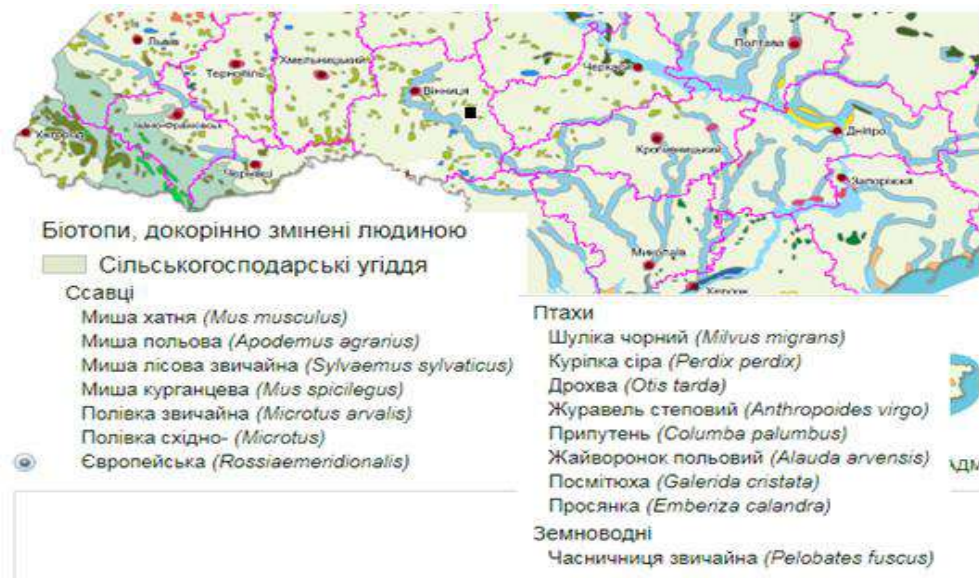 Львів
Тернопіль
Хмельницький
Вінниця
Черкаси
Полтава
Ужгород
Івано-Франківськ
Чернівці
Кропивницький
Дніпро
Запоріжжя
Миколаїв
Херсон
Біотопи, докорінно змінені людиною
Сільськогосподарські угіддя
Ссавці
Миша хатня (Mus musculus)
Миша польова (Apodemus agrarius)
Миша лісова звичайна (Sylvaemus sylvaticus)
Миша курганцева (Mus spicilegus)
Полівка звичайна (Microtus arvalis)
Полівка східно- (Microtus)
Європейська (Rossiaemeridionalis)
Птахи
Шуліка чорний (Milvus migrans)
Куріпка сіра (Perdix perdix)
Дрохва (Otis tarda)
Журавель степовий (Anthropoides virgo)
Припутень (Columba palumbus)
Жайворонок польовий (Alauda arvensis)
Посмітюха (Galerida cristata)
Просянка (Emberiza calandra)
Земноводні
Часничниця звичайна (Pelobates fuscus)